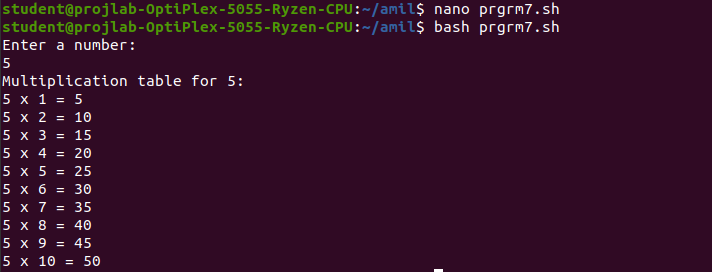 student@projlab-OptiPlex-5055-Ryzen-CPU:~/amil$ nano prgrm7.sh
student@projlab-OptiPlex-5055-Ryzen-CPU:~/amil$ bash prgrm7.sh
Enter a number:
5
Multiplication table for 5:
5 x 1 = 5
5 x 2 = 10
5 x 3 = 15
5 x 4 = 20
5 x 5 = 25
5 x 6 = 30
5 x 7 = 35
5 x 8 = 40
5 x 9 = 45
5 x 10 = 50